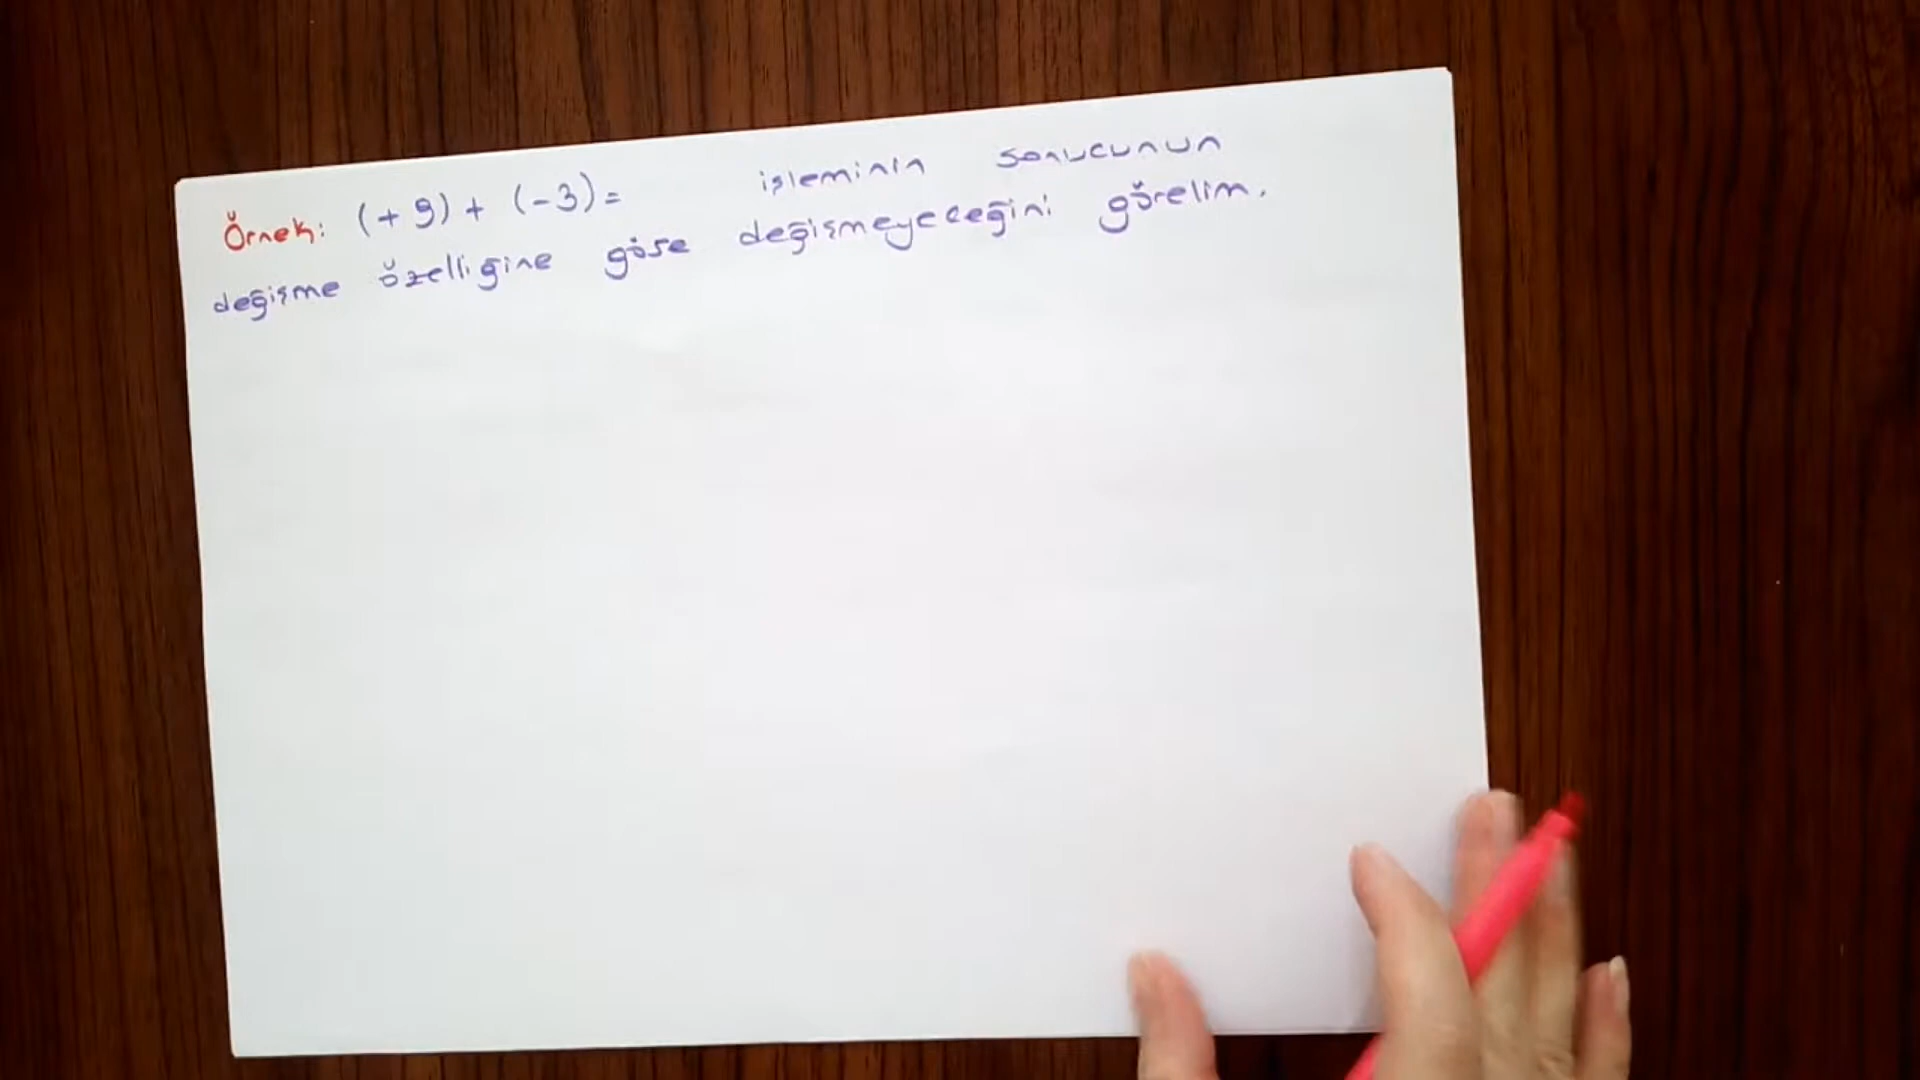 Örnek: (+9) + (-3) = işleminin sonucunun
değişme özelliğine göre değişmeyeceğini görelim.